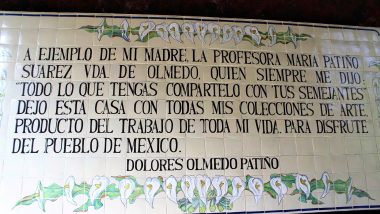 A EJEMPLO DE MI MADRE, LA PROFESORA MARIA PATIÑO
SUAREZ VDA. DE OLMEDO, QUIEN SIEMPRE ME DIJO:
"TODO LO QUE TENGAS COMPARTELO CON TUS SEMEJANTES"
DEJO ESTA CASA CON TODAS MIS COLECCIONES DE ARTE,
PRODUCTO DEL TRABAJO DE TODA MI VIDA, PARA DISFRUTE
DEL PUEBLO DE MEXICO.
DOLORES OLMEDO PATIÑO